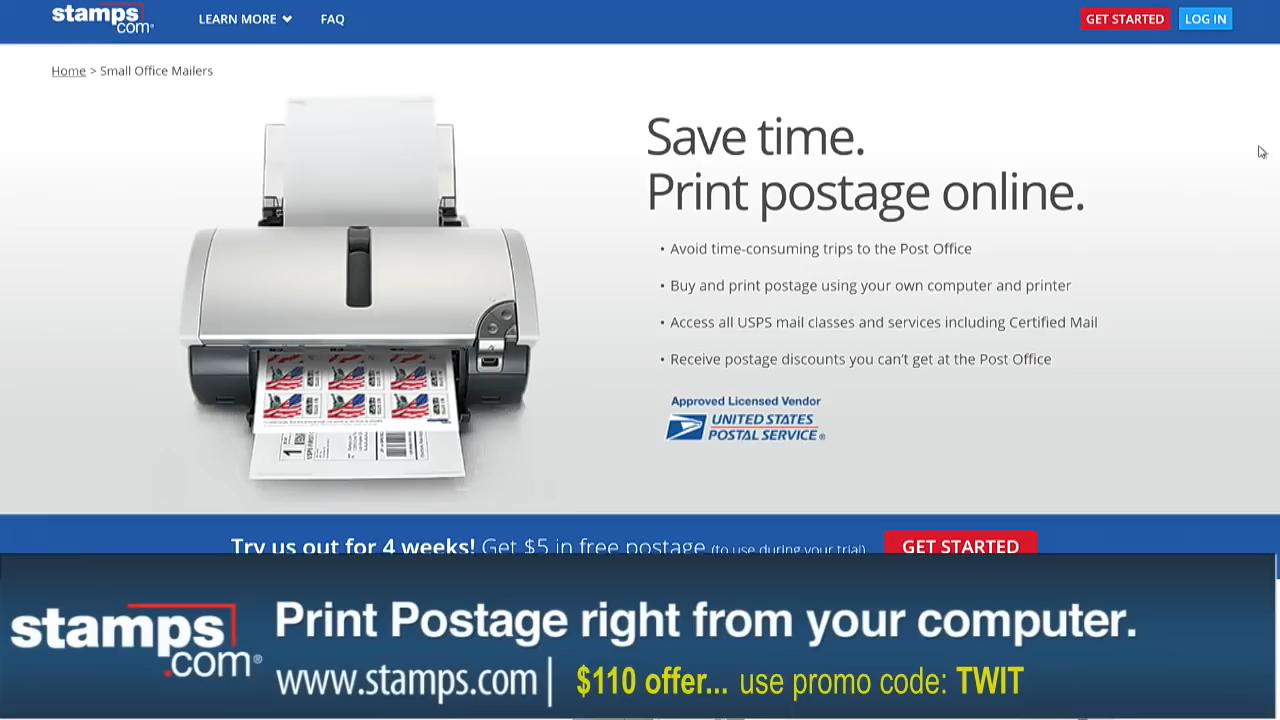 stamps
.com®
LEARN MORE
FAQ
GET STARTED
LOG IN
Home > Small Office Mailers
Save time.
Print postage online.
• Avoid time-consuming trips to the Post Office
• Buy and print postage using your own computer and printer
• Access all USPS mail classes and services including Certified Mail
• Receive postage discounts you can't get at the Post Office
Approved Licensed Vendor
UNITED STATES
POSTAL SERVICE®
Try us out for 4 weeks! Get $5 in free postage (to use during your trial)
GET STARTED
stamps
.com®
Print Postage right from your computer.
www.stamps.com | $110 offer... use promo code: TWIT